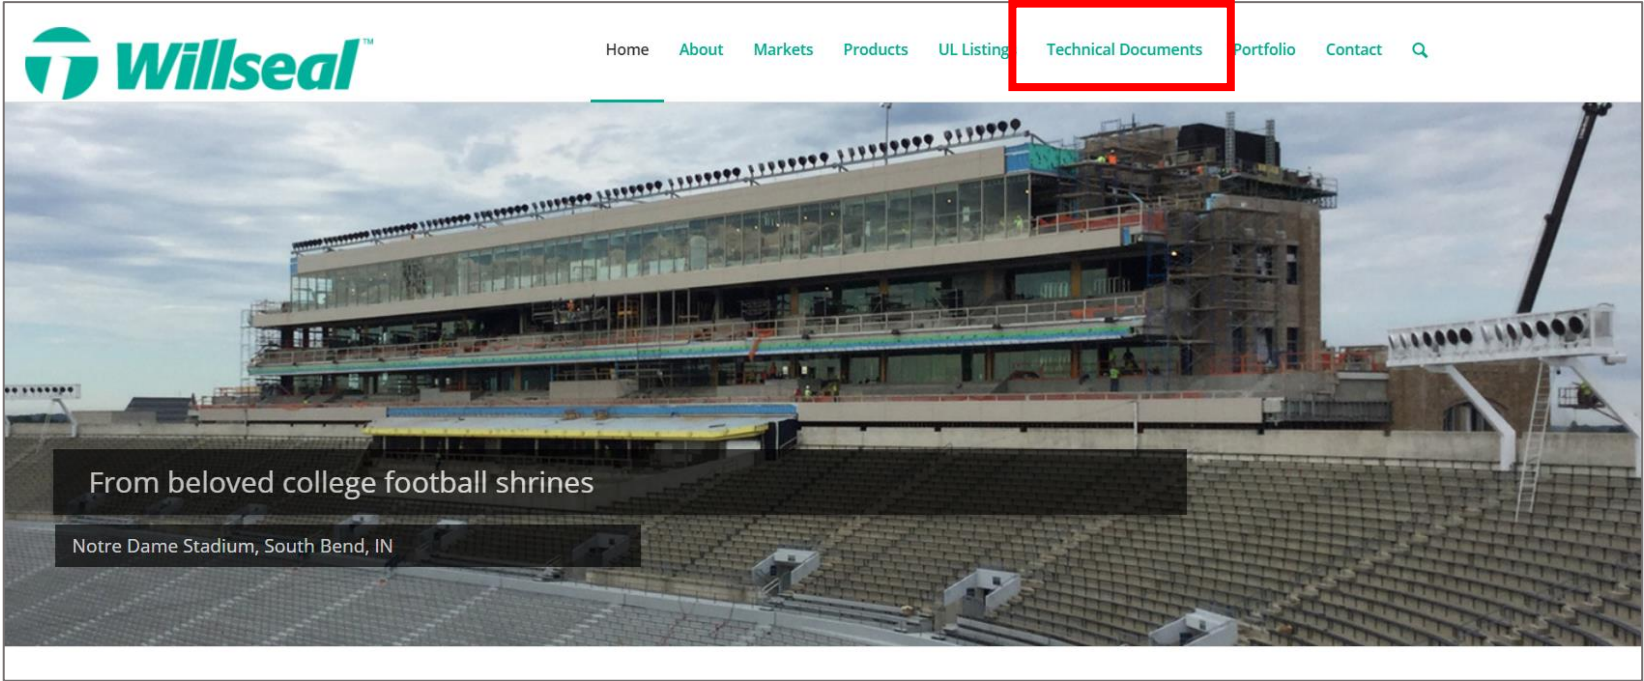 Willseal™
Home About Markets Products UL Listing Technical Documents Portfolio Contact
From beloved college football shrines
Notre Dame Stadium, South Bend, IN